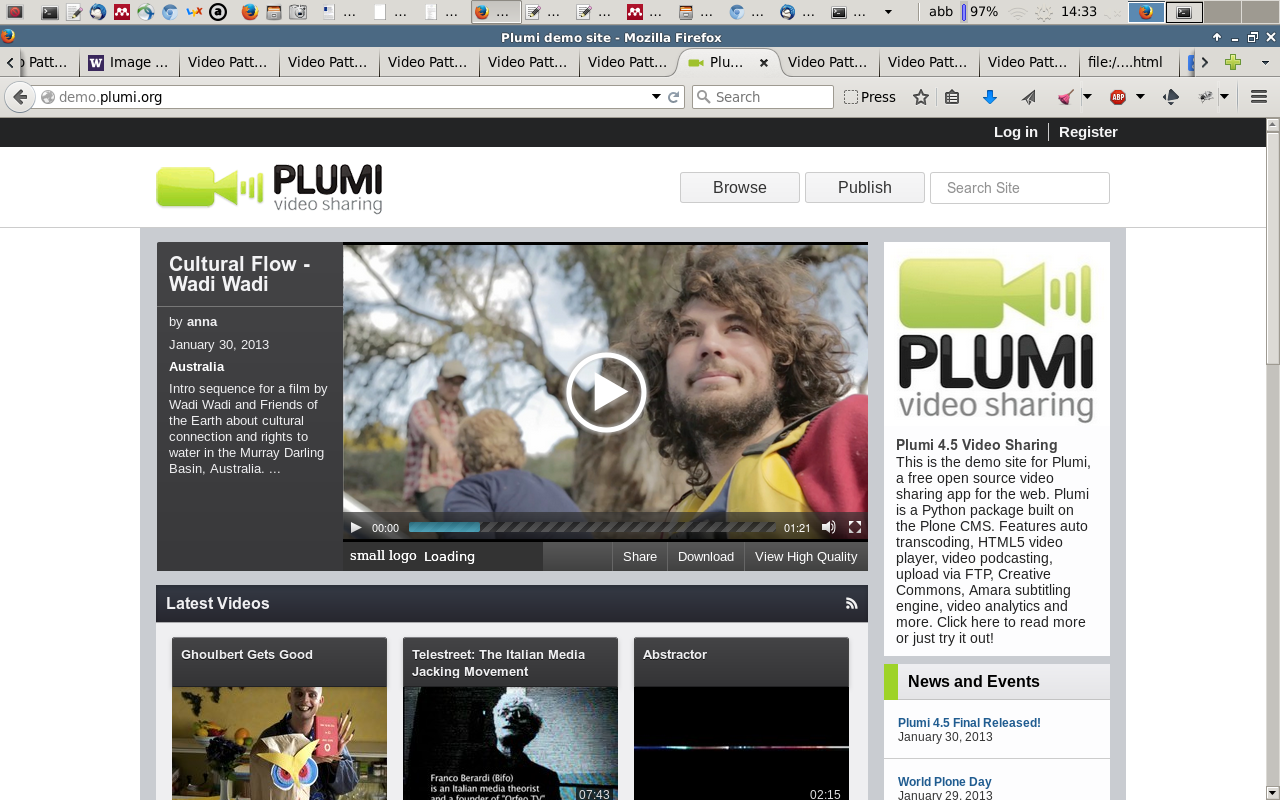 abb 97% 14:33
Plumi demo site - Mozilla Firefox
Patt... Image ... Video Patt... Video Patt... Video Patt... Video Patt... Video Patt... Plu... Video Patt... Video Patt... Video Patt... file:/....html
demo.plumi.org Search Press
Log in Register
PLUMI
video sharing
Browse Publish Search Site
Cultural Flow -
Wadi Wadi
by anna
January 30, 2013
Australia
Intro sequence for a film by
Wadi Wadi and Friends of
the Earth about cultural
connection and rights to
water in the Murray Darling
Basin, Australia. ...
00:00 01:21
small logo Loading Share Download View High Quality
PLUMI
video sharing
Plumi 4.5 Video Sharing
This is the demo site for Plumi,
a free open source video
sharing app for the web. Plumi
is a Python package built on
the Plone CMS. Features auto
transcoding, HTML5 video
player, video podcasting,
upload via FTP, Creative
Commons, Amara subtitling
engine, video analytics and
more. Click here to read more
or just try it out!
Latest Videos
Ghoulbert Gets Good
Telestreet: The Italian Media
Jacking Movement
Franco Berardi (Bifo)
is an Italian media theorist
and a founder of "Orfeo TV"
07:43
Abstractor
02:15
News and Events
Plumi 4.5 Final Released!
January 30, 2013
World Plone Day
January 29, 2013